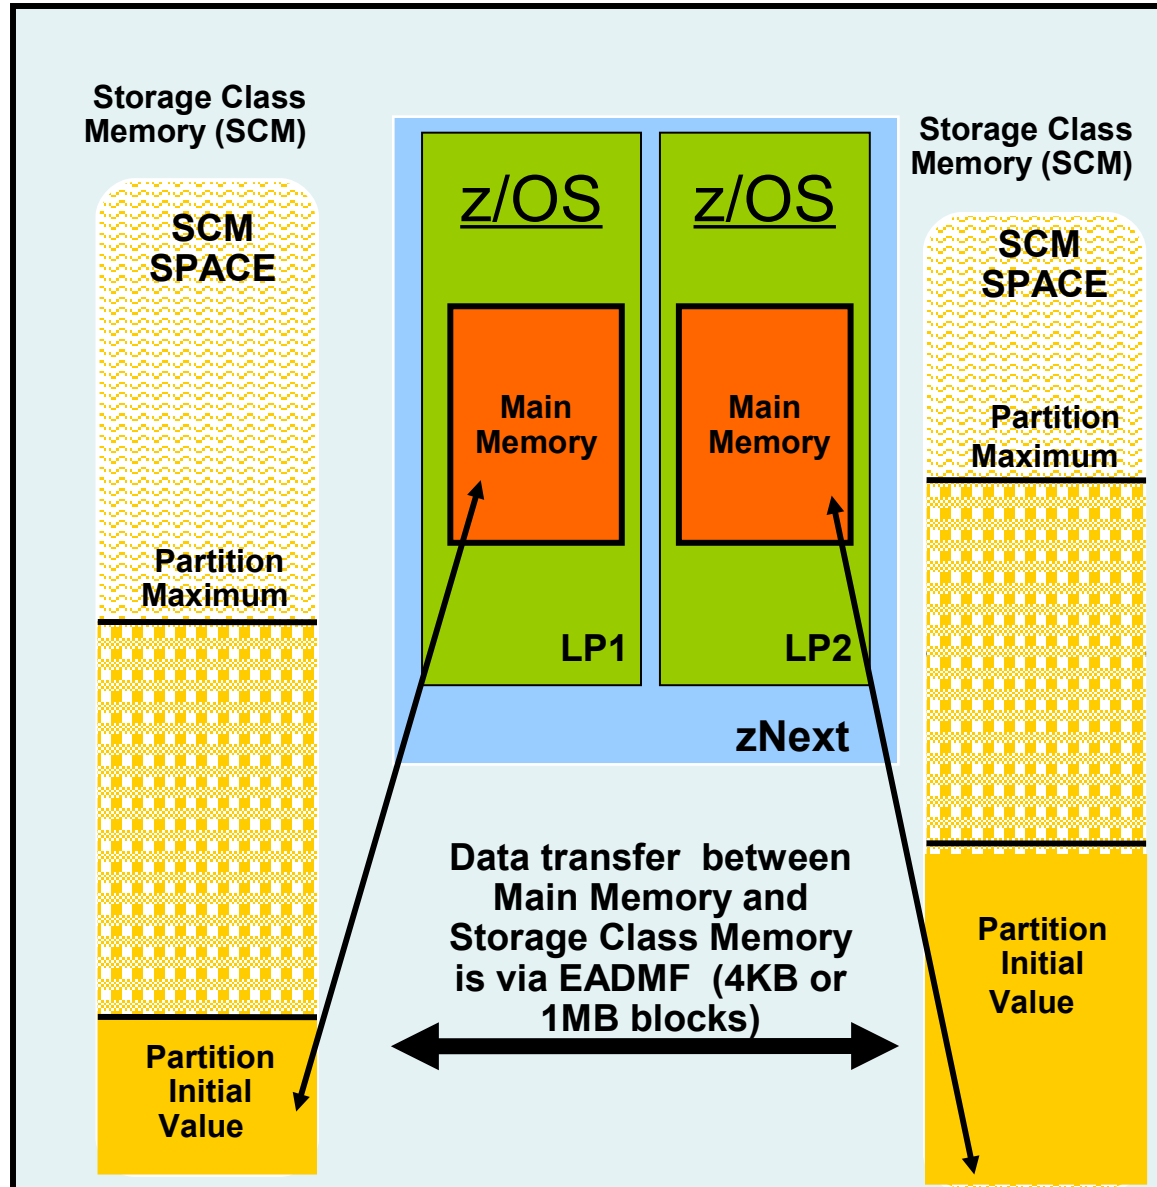 Storage Class
Memory (SCM)
SCM
SPACE
Partition
Maximum
Partition
Initial
Value
z/OS
Main
Memory
LP1
z/OS
Main
Memory
LP2
zNext
Data transfer between
Main Memory and
Storage Class Memory
is via EADMF (4KB or
1MB blocks)
Storage Class
Memory (SCM)
SCM
SPACE
Partition
Maximum
Partition
Initial
Value